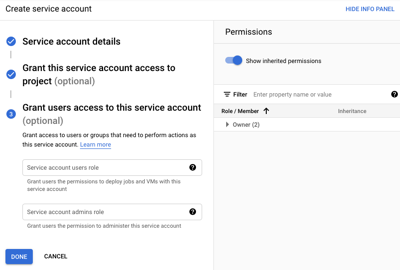 Create service account
HIDE INFO PANEL
Service account details
Grant this service account access to
project (optional)
3
Grant users access to this service account
(optional)
Grant access to users or groups that need to perform actions as
this service account. Learn more
Service account users role
Grant users the permissions to deploy jobs and VMs with this
service account
Service account admins role
Grant users the permission to administer this service account
DONE
CANCEL
Permissions
Show inherited permissions
Filter
Enter property name or value
Role / Member
Inheritance
Owner (2)